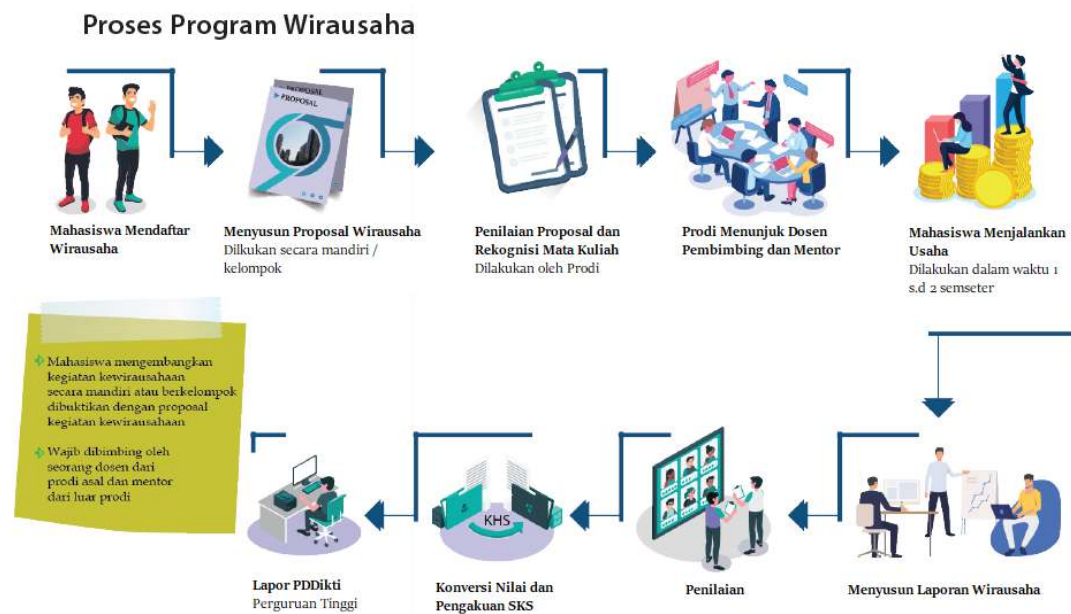 Proses Program Wirausaha
PROPOSAL
PROPOSAL
Mahasiswa Mendaftar
Wirausaha
Menyusun Proposal Wirausaha
Dilkukan secara mandiri /
kelompok
Penilaian Proposal dan
Rekognisi Mata Kuliah
Dilakukan oleh Prodi
Prodi Menunjuk Dosen
Pembimbing dan Mentor
Mahasiswa Menjalankan
Usaha
Dilakukan dalam waktu 1
s.d 2 semseter
Mahasiswa mengembangkan
kegiatan kewirausahaan
secara mandiri atau berkelompok
dibuktikan dengan proposal
kegiatan kewirausahaan
Wajib dibimbing oleh
seorang dosen dari
prodi asal dan mentor
dari luar prodi
KHS
Lapor PDDikti
Perguruan Tinggi
Konversi Nilai dan
Pengakuan SKS
Penilaian
Menyusun Laporan Wirausaha